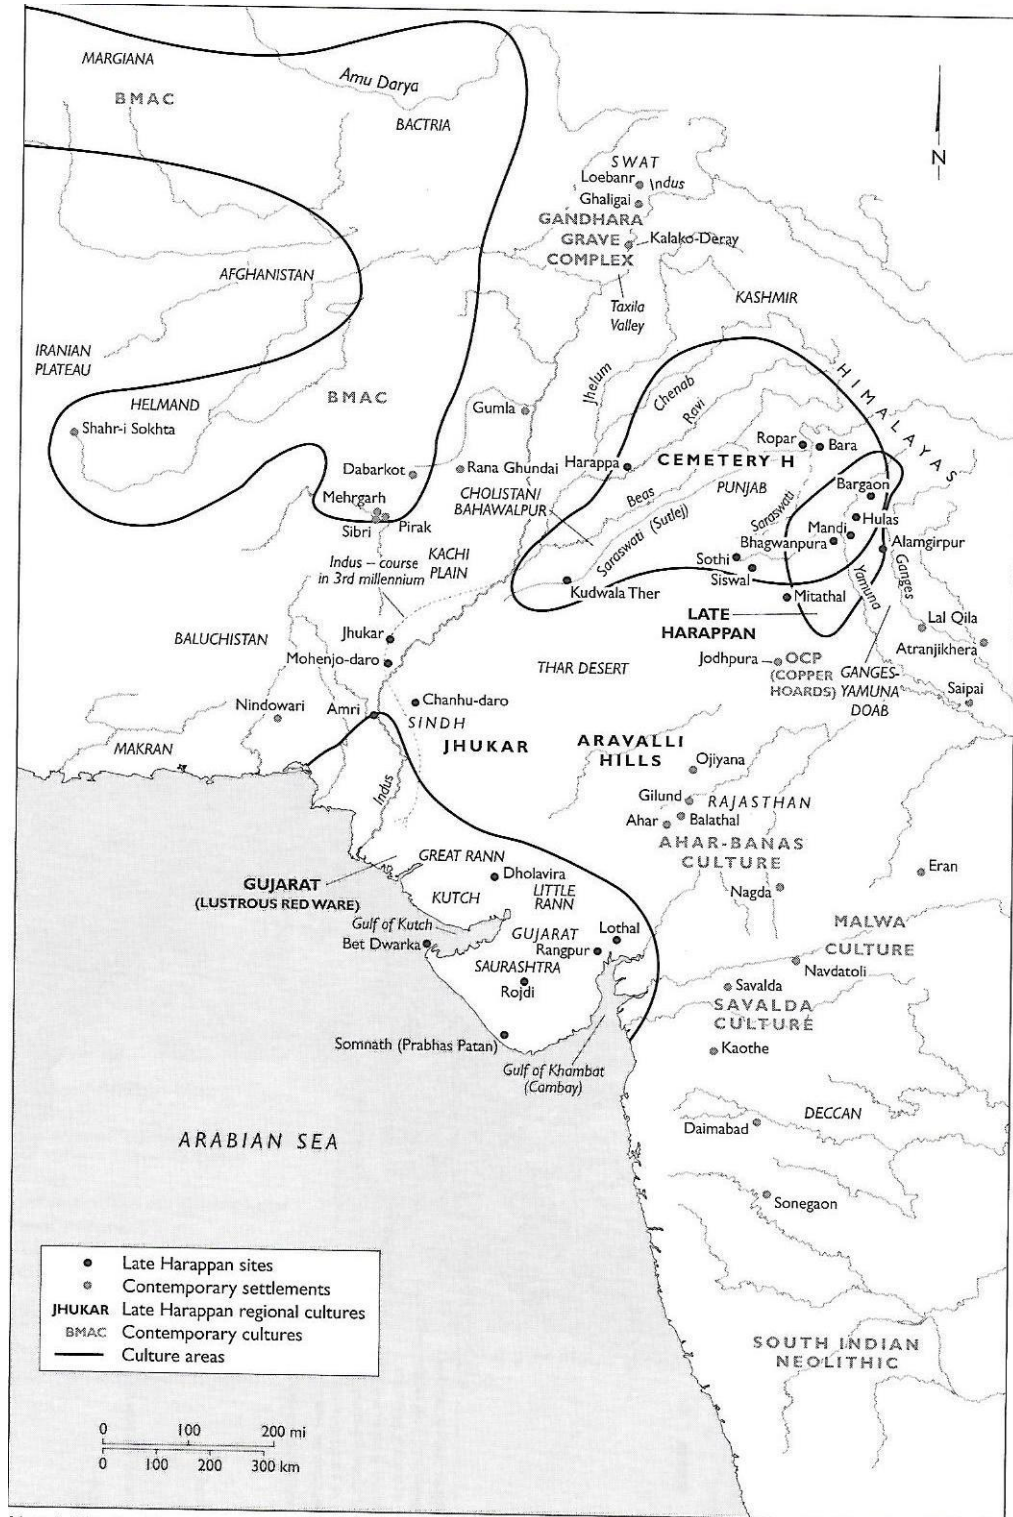 MARGIANA
BMAC
Amu Darya
BACTRIA
N
SWAT
Loebanr
Indus
Ghaligai
GANDHARA
GRAVE
COMPLEX
Kalako-Deray
AFGHANISTAN
Taxila
Valley
KASHMIR
IRANIAN
PLATEAU
HELMAND
BMAC
Shahr-i Sokhta
Gumla
Jhelum
Chenab
Ravi
HIMALAYAS
Ropar
Bara
Dabarkot
Rana Ghundai
Harappa
CEMETERY H
Mehrgarh
Sibri
Pirak
CHOLISTAN/
BAHAWALPUR
Beas
PUNJAB
Saraswati (Sutlej)
Saraswati
Bargaon
Hulas
Mandi
Bhagwanpura
Alamgirpur
KACHI
PLAIN
Indus – course
in 3rd millennium
Sothi
Siswal
Kudwala Ther
Mitathal
Yamuna
Ganges
LATE
HARAPPAN
Lal Qila
Atranjikhera
BALUCHISTAN
Jhukar
Mohenjo-daro
THAR DESERT
Jodhpura
OCP
(COPPER
HOARDS)
GANGES-
YAMUNA
DOAB
Saipai
Nindowari
Amri
Chanhu-daro
SINDH
JHUKAR
MAKRAN
ARAVALLI
HILLS
Indus
Ojiyana
Gilund
RAJASTHAN
Ahar
Balathal
AHAR-BANAS
CULTURE
Eran
GREAT RANN
GUJARAT
(LUSTROUS RED WARE)
Dholavira
KUTCH
LITTLE
RANN
Nagda
Gulf of Kutch
GUJARAT
Lothal
Bet Dwarka
Rangpur
MALWA
CULTURE
SAURASHTRA
Rojdi
Navdatoli
Savalda
SAVALDA
CULTURE
Somnath (Prabhas Patan)
Kaothe
Gulf of Khambat
(Cambay)
ARABIAN SEA
DECCAN
Daimabad
Sonegaon
Late Harappan sites
Contemporary settlements
JHUKAR Late Harappan regional cultures
BMAC Contemporary cultures
Culture areas
SOUTH INDIAN
NEOLITHIC
0 100 200 mi
0 100 200 300 km